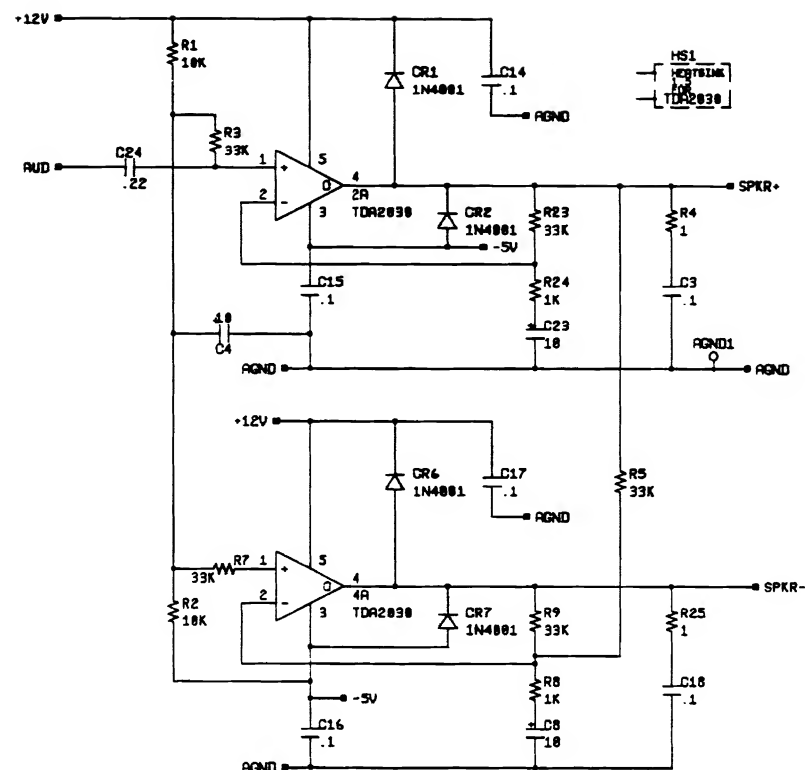 +12V
R1
10K
CR1
1N4001
C14
.1
AGND
HS1
HEATSINK
FOR
TDA2030
R3
33K
C24
.22
AUD
1
2
5
4
3
2A
TDA2030
CR2
1N4001
-5V
R23
33K
R24
1K
C23
10
R4
1
C3
.1
SPKR+
C15
.1
+
10
C4
AGND
AGND1
AGND
+12V
CR6
1N4001
C17
.1
AGND
R5
33K
R7
33K
1
2
5
4
3
4A
TDA2030
R2
10K
CR7
1N4001
R9
33K
R8
1K
C8
10
R25
1
C18
.1
SPKR-
-5V
C16
.1
AGND